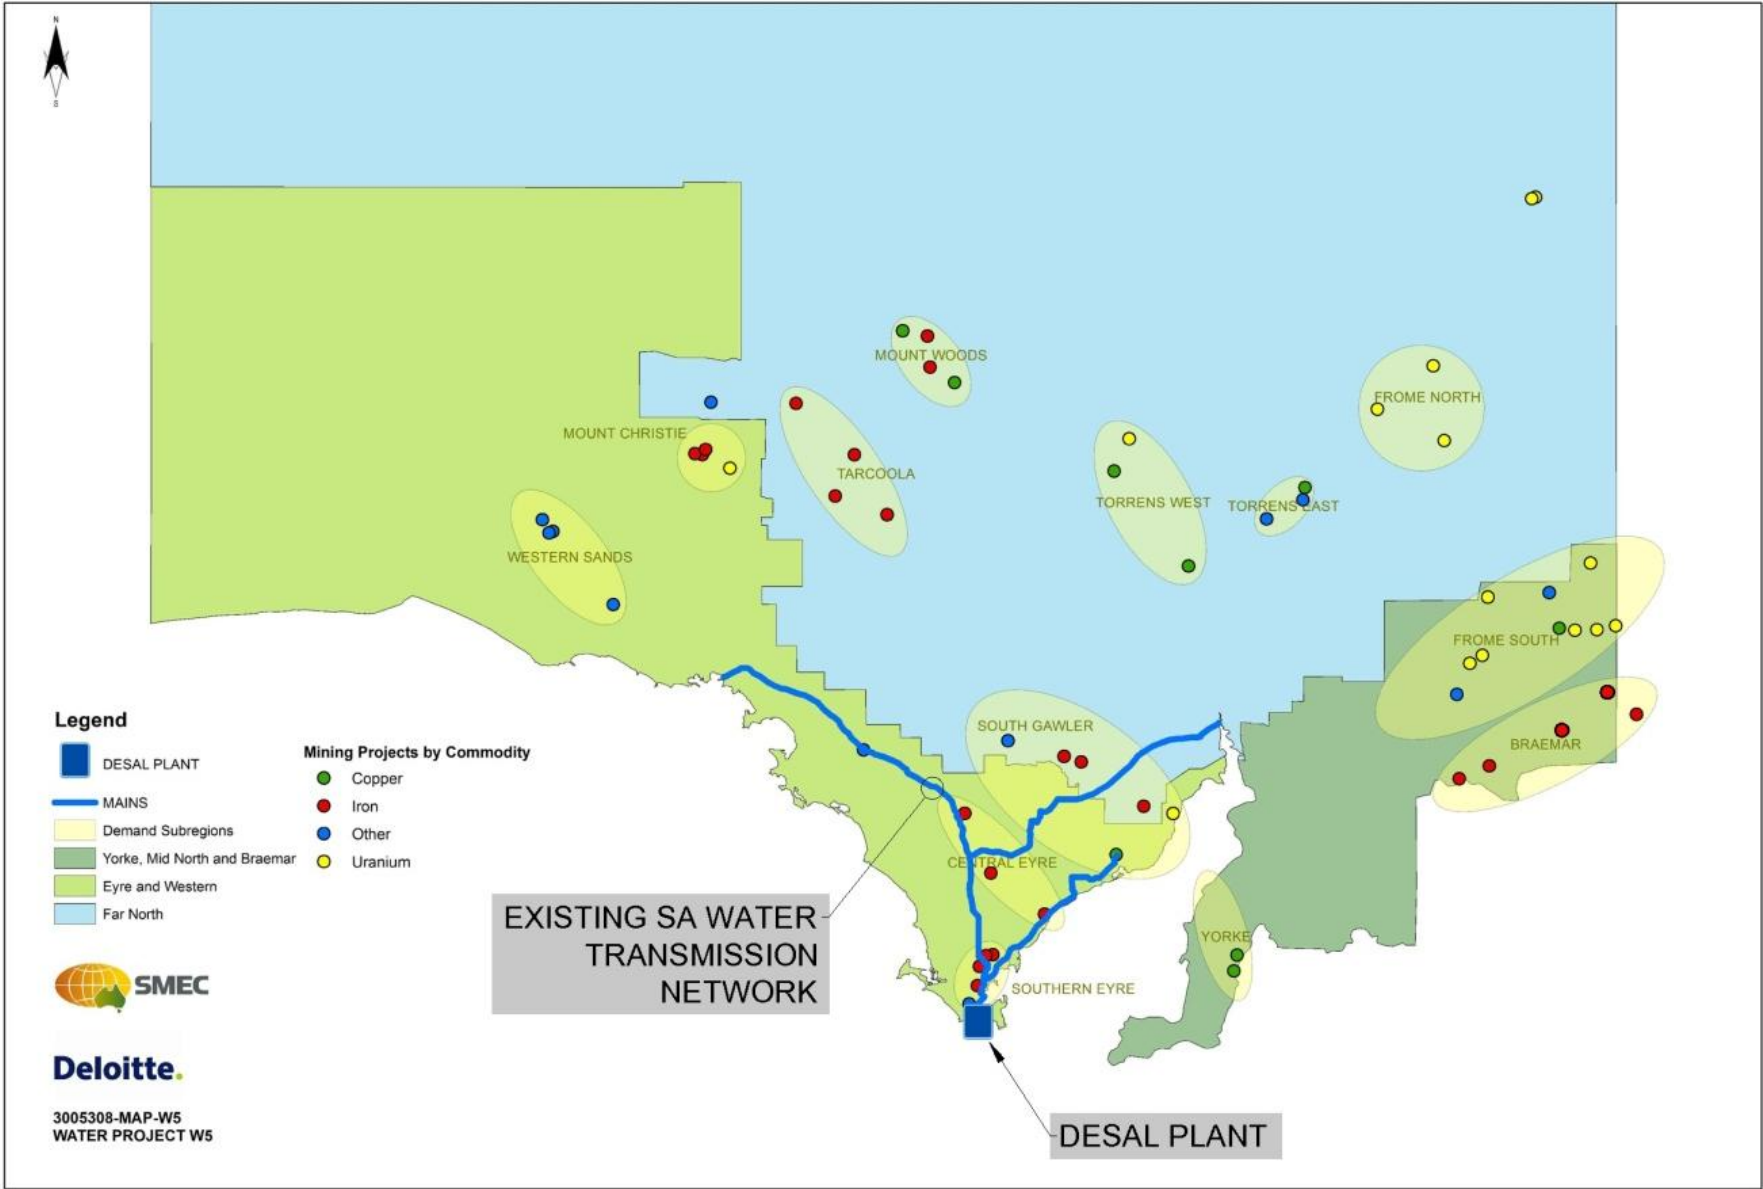 N
S
MOUNT WOODS
FROME NORTH
MOUNT CHRISTIE
TARCOOLA
TORRENS WEST
TORRENS EAST
WESTERN SANDS
FROME SOUTH
SOUTH GAWLER
BRAEMAR
CENTRAL EYRE
YORKE
SOUTHERN EYRE
EXISTING SA WATER
TRANSMISSION
NETWORK
DESAL PLANT
Legend
DESAL PLANT
MAINS
Demand Subregions
Yorke, Mid North and Braemar
Eyre and Western
Far North
Mining Projects by Commodity
Copper
Iron
Other
Uranium
SMEC
Deloitte.
3005308-MAP-W5
WATER PROJECT W5